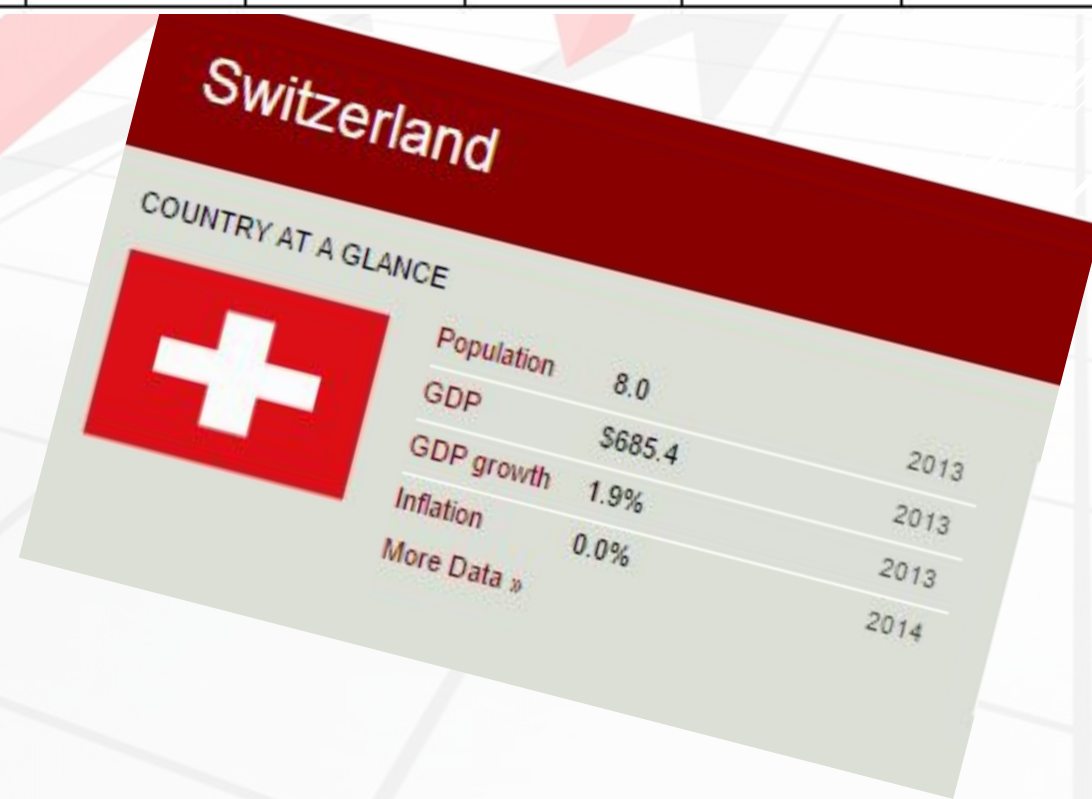 Switzerland
COUNTRY AT A GLANCE
Population 8.0 2013
GDP $685.4 2013
GDP growth 1.9% 2013
Inflation 0.0% 2014
More Data »